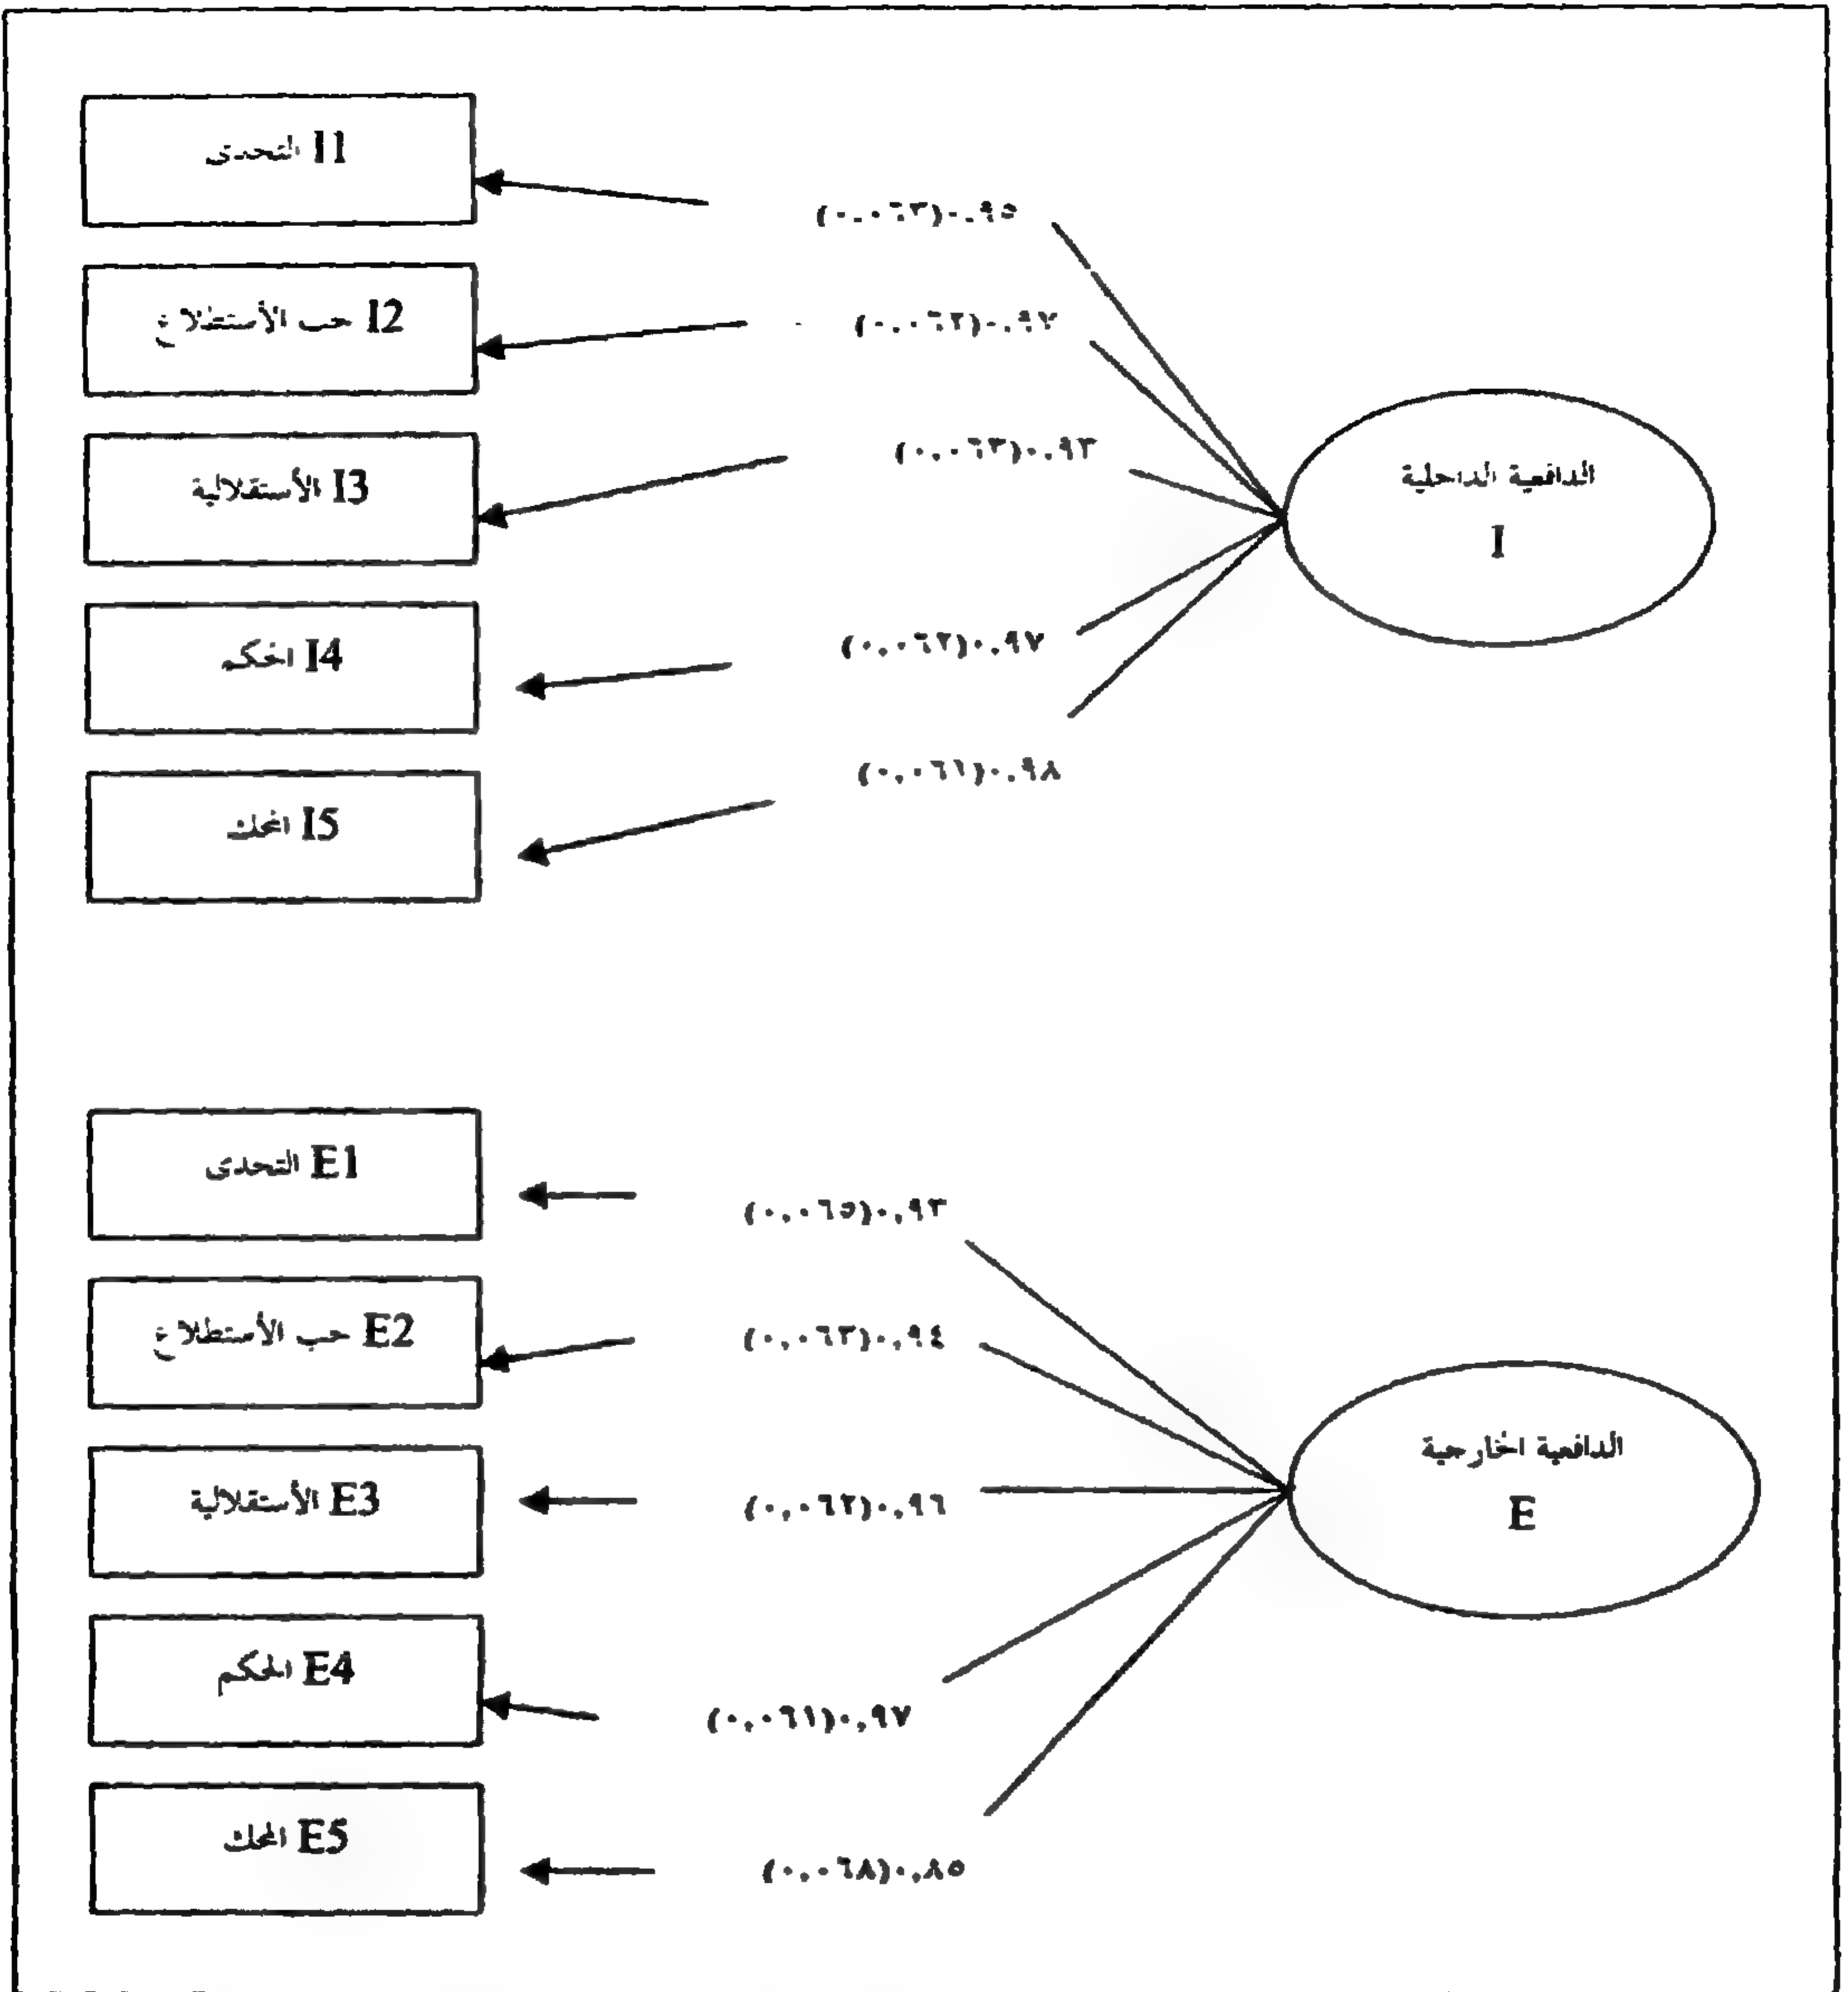 I1 التحدى
(٠,٠٦٣)٠,٩٥
I2 حب الأستطلاع
(٠,٠٦٢)٠,٩٧
I3 الأستقلالية
(٠,٠٦٣)٠,٩٣
الدافعية الداخلية
I
I4 الحكم
(٠,٠٦٢)٠,٩٧
I5 المحك
(٠,٠٦١)٠,٩٨
E1 التحدى
(٠,٠٦٥)٠,٩٣
E2 حب الأستطلاع
(٠,٠٦٣)٠,٩٤
E3 الأستقلالية
(٠,٠٦٢)٠,٩٦
الدافعية الخارجية
E
E4 الحكم
(٠,٠٦١)٠,٩٧
E5 المحك
(٠,٠٦٨)٠,٨٥